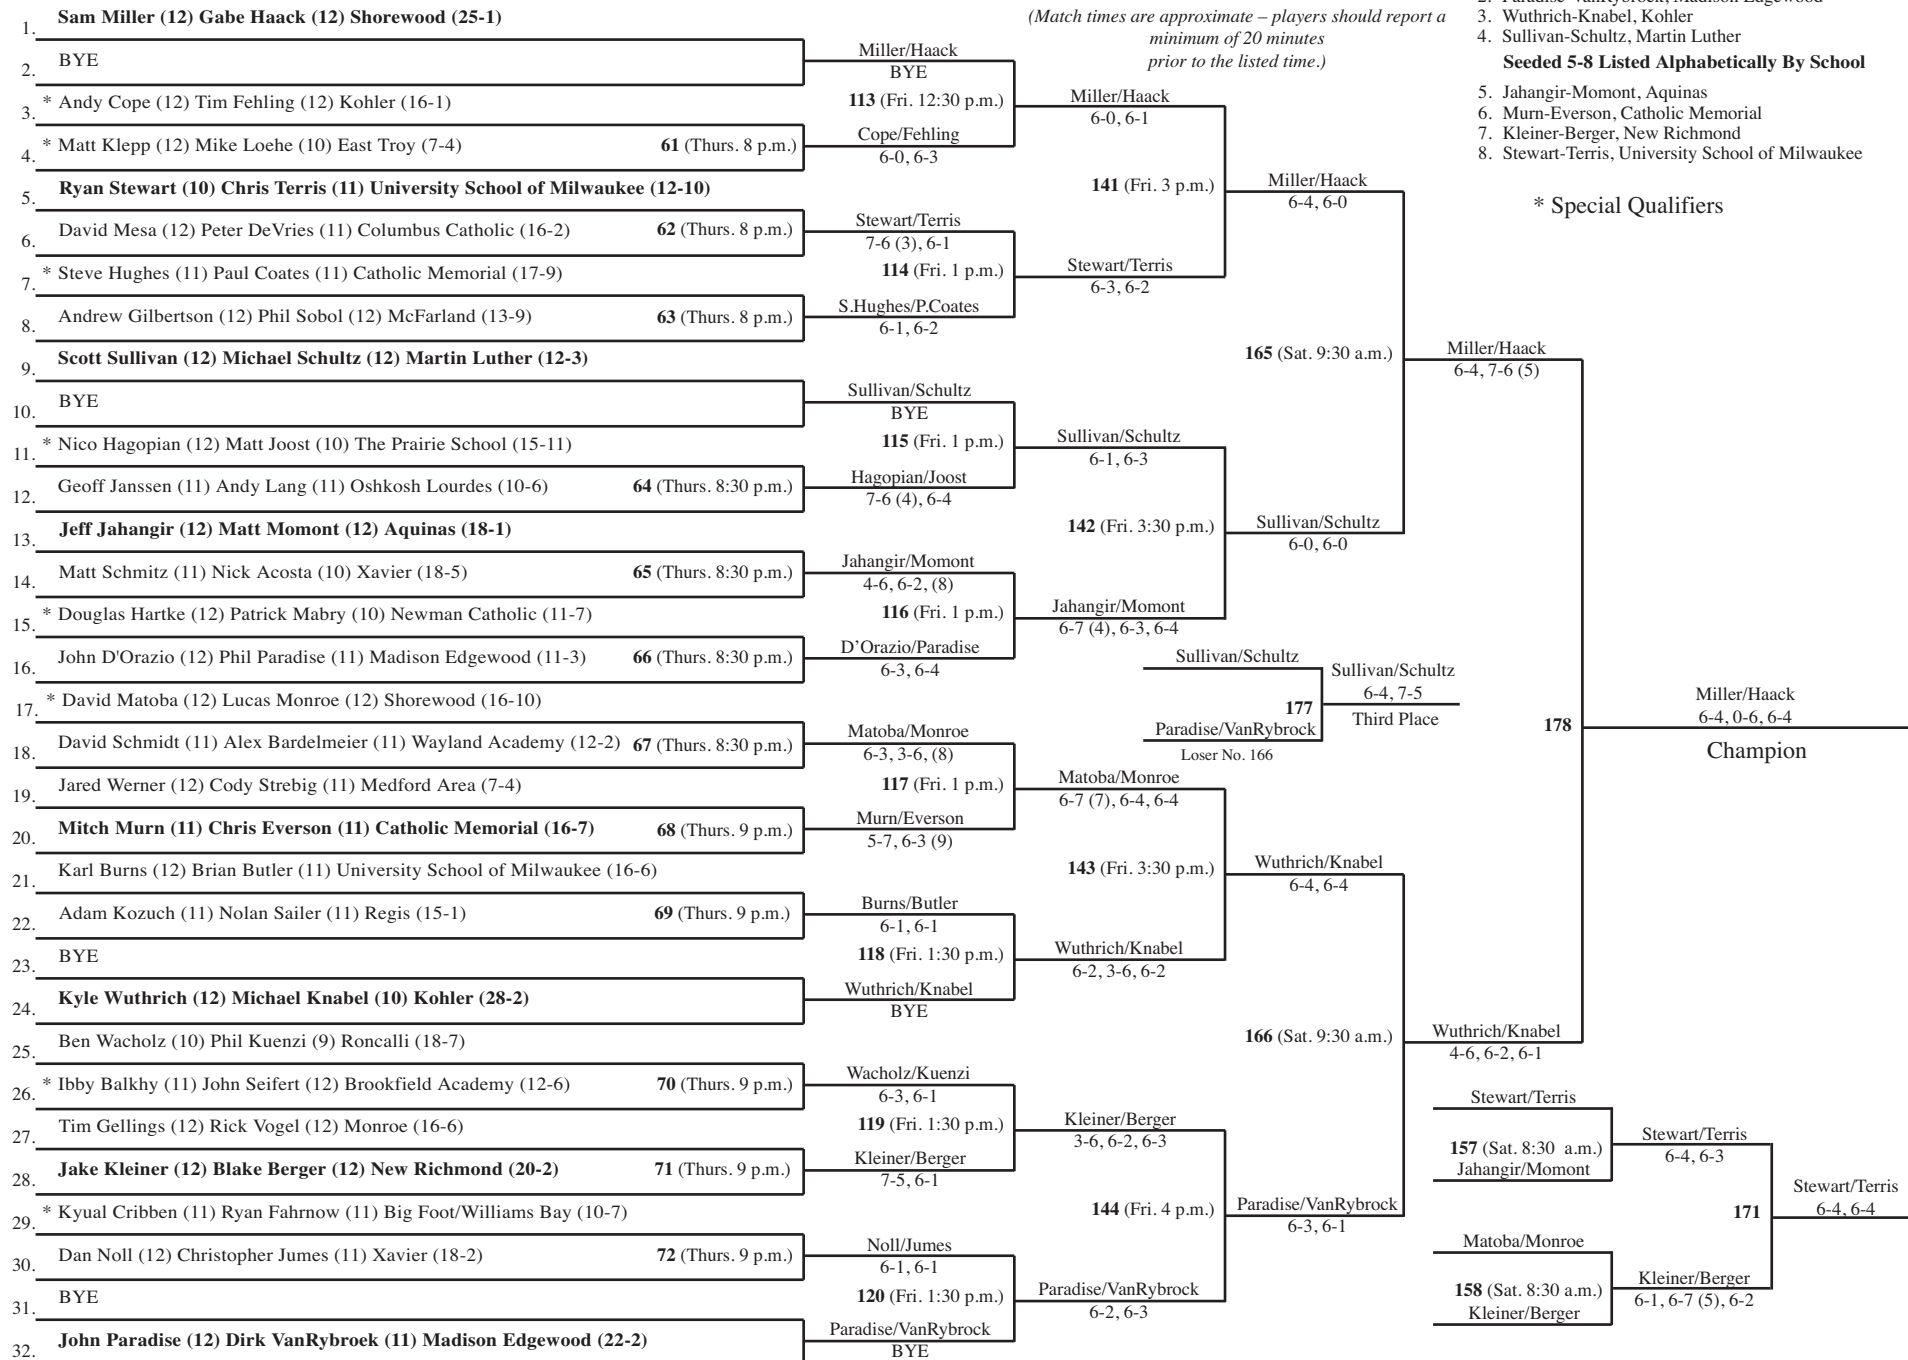 1. Sam Miller (12) Gabe Haack (12) Shorewood (25-1)
2. BYE
3. * Andy Cope (12) Tim Fehling (12) Kohler (16-1)
4. * Matt Klepp (12) Mike Loehe (10) East Troy (7-4) 61 (Thurs. 8 p.m.)
5. Ryan Stewart (10) Chris Terris (11) University School of Milwaukee (12-10)
6. David Mesa (12) Peter DeVries (11) Columbus Catholic (16-2) 62 (Thurs. 8 p.m.)
7. * Steve Hughes (11) Paul Coates (11) Catholic Memorial (17-9)
8. Andrew Gilbertson (12) Phil Sobol (12) McFarland (13-9) 63 (Thurs. 8 p.m.)
9. Scott Sullivan (12) Michael Schultz (12) Martin Luther (12-3)
10. BYE
11. * Nico Hagopian (12) Matt Joost (10) The Prairie School (15-11)
12. Geoff Janssen (11) Andy Lang (11) Oshkosh Lourdes (10-6) 64 (Thurs. 8:30 p.m.)
13. Jeff Jahangir (12) Matt Momont (12) Aquinas (18-1)
14. Matt Schmitz (11) Nick Acosta (10) Xavier (18-5) 65 (Thurs. 8:30 p.m.)
15. * Douglas Hartke (12) Patrick Mabry (10) Newman Catholic (11-7)
16. John D'Orazio (12) Phil Paradise (11) Madison Edgewood (11-3) 66 (Thurs. 8:30 p.m.)
17. * David Matoba (12) Lucas Monroe (12) Shorewood (16-10)
18. David Schmidt (11) Alex Bardelmeier (11) Wayland Academy (12-2) 67 (Thurs. 8:30 p.m.)
19. Jared Werner (12) Cody Strebig (11) Medford Area (7-4)
20. Mitch Murn (11) Chris Everson (11) Catholic Memorial (16-7) 68 (Thurs. 9 p.m.)
21. Karl Burns (12) Brian Butler (11) University School of Milwaukee (16-6)
22. Adam Kozuch (11) Nolan Sailer (11) Regis (15-1) 69 (Thurs. 9 p.m.)
23. BYE
24. Kyle Wuthrich (12) Michael Knabel (10) Kohler (28-2)
25. Ben Wacholz (10) Phil Kuenzi (9) Roncalli (18-7)
26. * Ibby Balkhy (11) John Seifert (12) Brookfield Academy (12-6) 70 (Thurs. 9 p.m.)
27. Tim Gellings (12) Rick Vogel (12) Monroe (16-6)
28. Jake Kleiner (12) Blake Berger (12) New Richmond (20-2) 71 (Thurs. 9 p.m.)
29. * Kyual Cribben (11) Ryan Fahrnow (11) Big Foot/Williams Bay (10-7)
30. Dan Noll (12) Christopher Jumes (11) Xavier (18-2) 72 (Thurs. 9 p.m.)
31. BYE
32. John Paradise (12) Dirk VanRybroek (11) Madison Edgewood (22-2)
Miller/Haack
BYE
113 (Fri. 12:30 p.m.)
Cope/Fehling
6-0, 6-3
Stewart/Terris
7-6 (3), 6-1
114 (Fri. 1 p.m.)
S.Hughes/P.Coates
6-1, 6-2
Sullivan/Schultz
BYE
115 (Fri. 1 p.m.)
Hagopian/Joost
7-6 (4), 6-4
Jahangir/Momont
4-6, 6-2, (8)
116 (Fri. 1 p.m.)
D’Orazio/Paradise
6-3, 6-4
Matoba/Monroe
6-3, 3-6, (8)
117 (Fri. 1 p.m.)
Murn/Everson
5-7, 6-3 (9)
Burns/Butler
6-1, 6-1
118 (Fri. 1:30 p.m.)
Wuthrich/Knabel
BYE
Wacholz/Kuenzi
6-3, 6-1
119 (Fri. 1:30 p.m.)
Kleiner/Berger
7-5, 6-1
Noll/Jumes
6-1, 6-1
120 (Fri. 1:30 p.m.)
Paradise/VanRybrock
BYE
(Match times are approximate – players should report a
minimum of 20 minutes
prior to the listed time.)
Miller/Haack
6-0, 6-1
141 (Fri. 3 p.m.)
Stewart/Terris
6-3, 6-2
Sullivan/Schultz
6-1, 6-3
142 (Fri. 3:30 p.m.)
Jahangir/Momont
6-7 (4), 6-3, 6-4
Matoba/Monroe
6-7 (7), 6-4, 6-4
143 (Fri. 3:30 p.m.)
Wuthrich/Knabel
6-2, 3-6, 6-2
Kleiner/Berger
3-6, 6-2, 6-3
144 (Fri. 4 p.m.)
Paradise/VanRybrock
6-2, 6-3
Miller/Haack
6-4, 6-0
165 (Sat. 9:30 a.m.)
Sullivan/Schultz
6-0, 6-0
Sullivan/Schultz
177
Paradise/VanRybrock
Loser No. 166
Sullivan/Schultz
6-4, 7-5
Third Place
Wuthrich/Knabel
6-4, 6-4
166 (Sat. 9:30 a.m.)
Paradise/VanRybrock
6-3, 6-1
3. Wuthrich-Knabel, Kohler
4. Sullivan-Schultz, Martin Luther
Seeded 5-8 Listed Alphabetically By School
5. Jahangir-Momont, Aquinas
6. Murn-Everson, Catholic Memorial
7. Kleiner-Berger, New Richmond
8. Stewart-Terris, University School of Milwaukee
* Special Qualifiers
Miller/Haack
6-4, 7-6 (5)
178
Wuthrich/Knabel
4-6, 6-2, 6-1
Miller/Haack
6-4, 0-6, 6-4
Champion
Stewart/Terris
157 (Sat. 8:30 a.m.)
Jahangir/Momont
Stewart/Terris
6-4, 6-3
171
Matoba/Monroe
158 (Sat. 8:30 a.m.)
Kleiner/Berger
Kleiner/Berger
6-1, 6-7 (5), 6-2
Stewart/Terris
6-4, 6-4